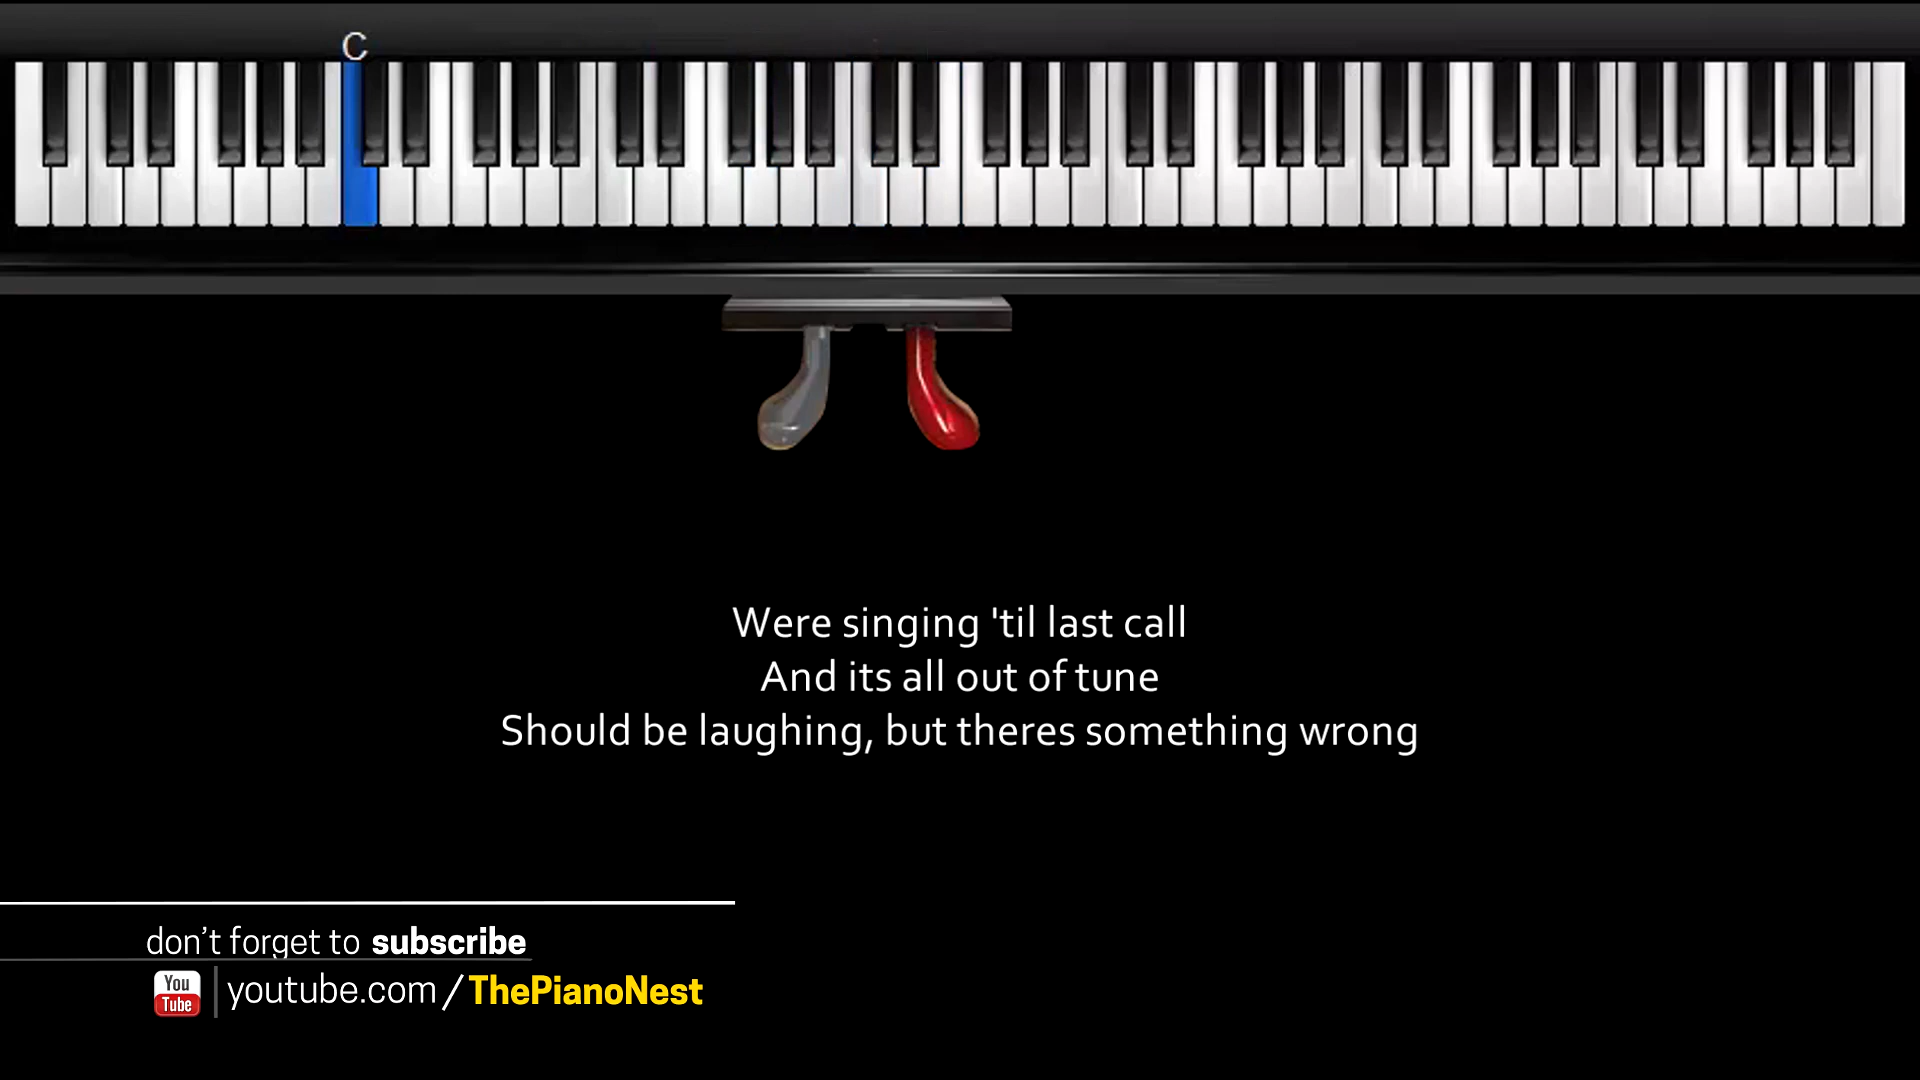 C
Were singing 'til last call
And its all out of tune
Should be laughing, but theres something wrong
don't forget to subscribe
You
Tube
youtube.com/ThePianoNest